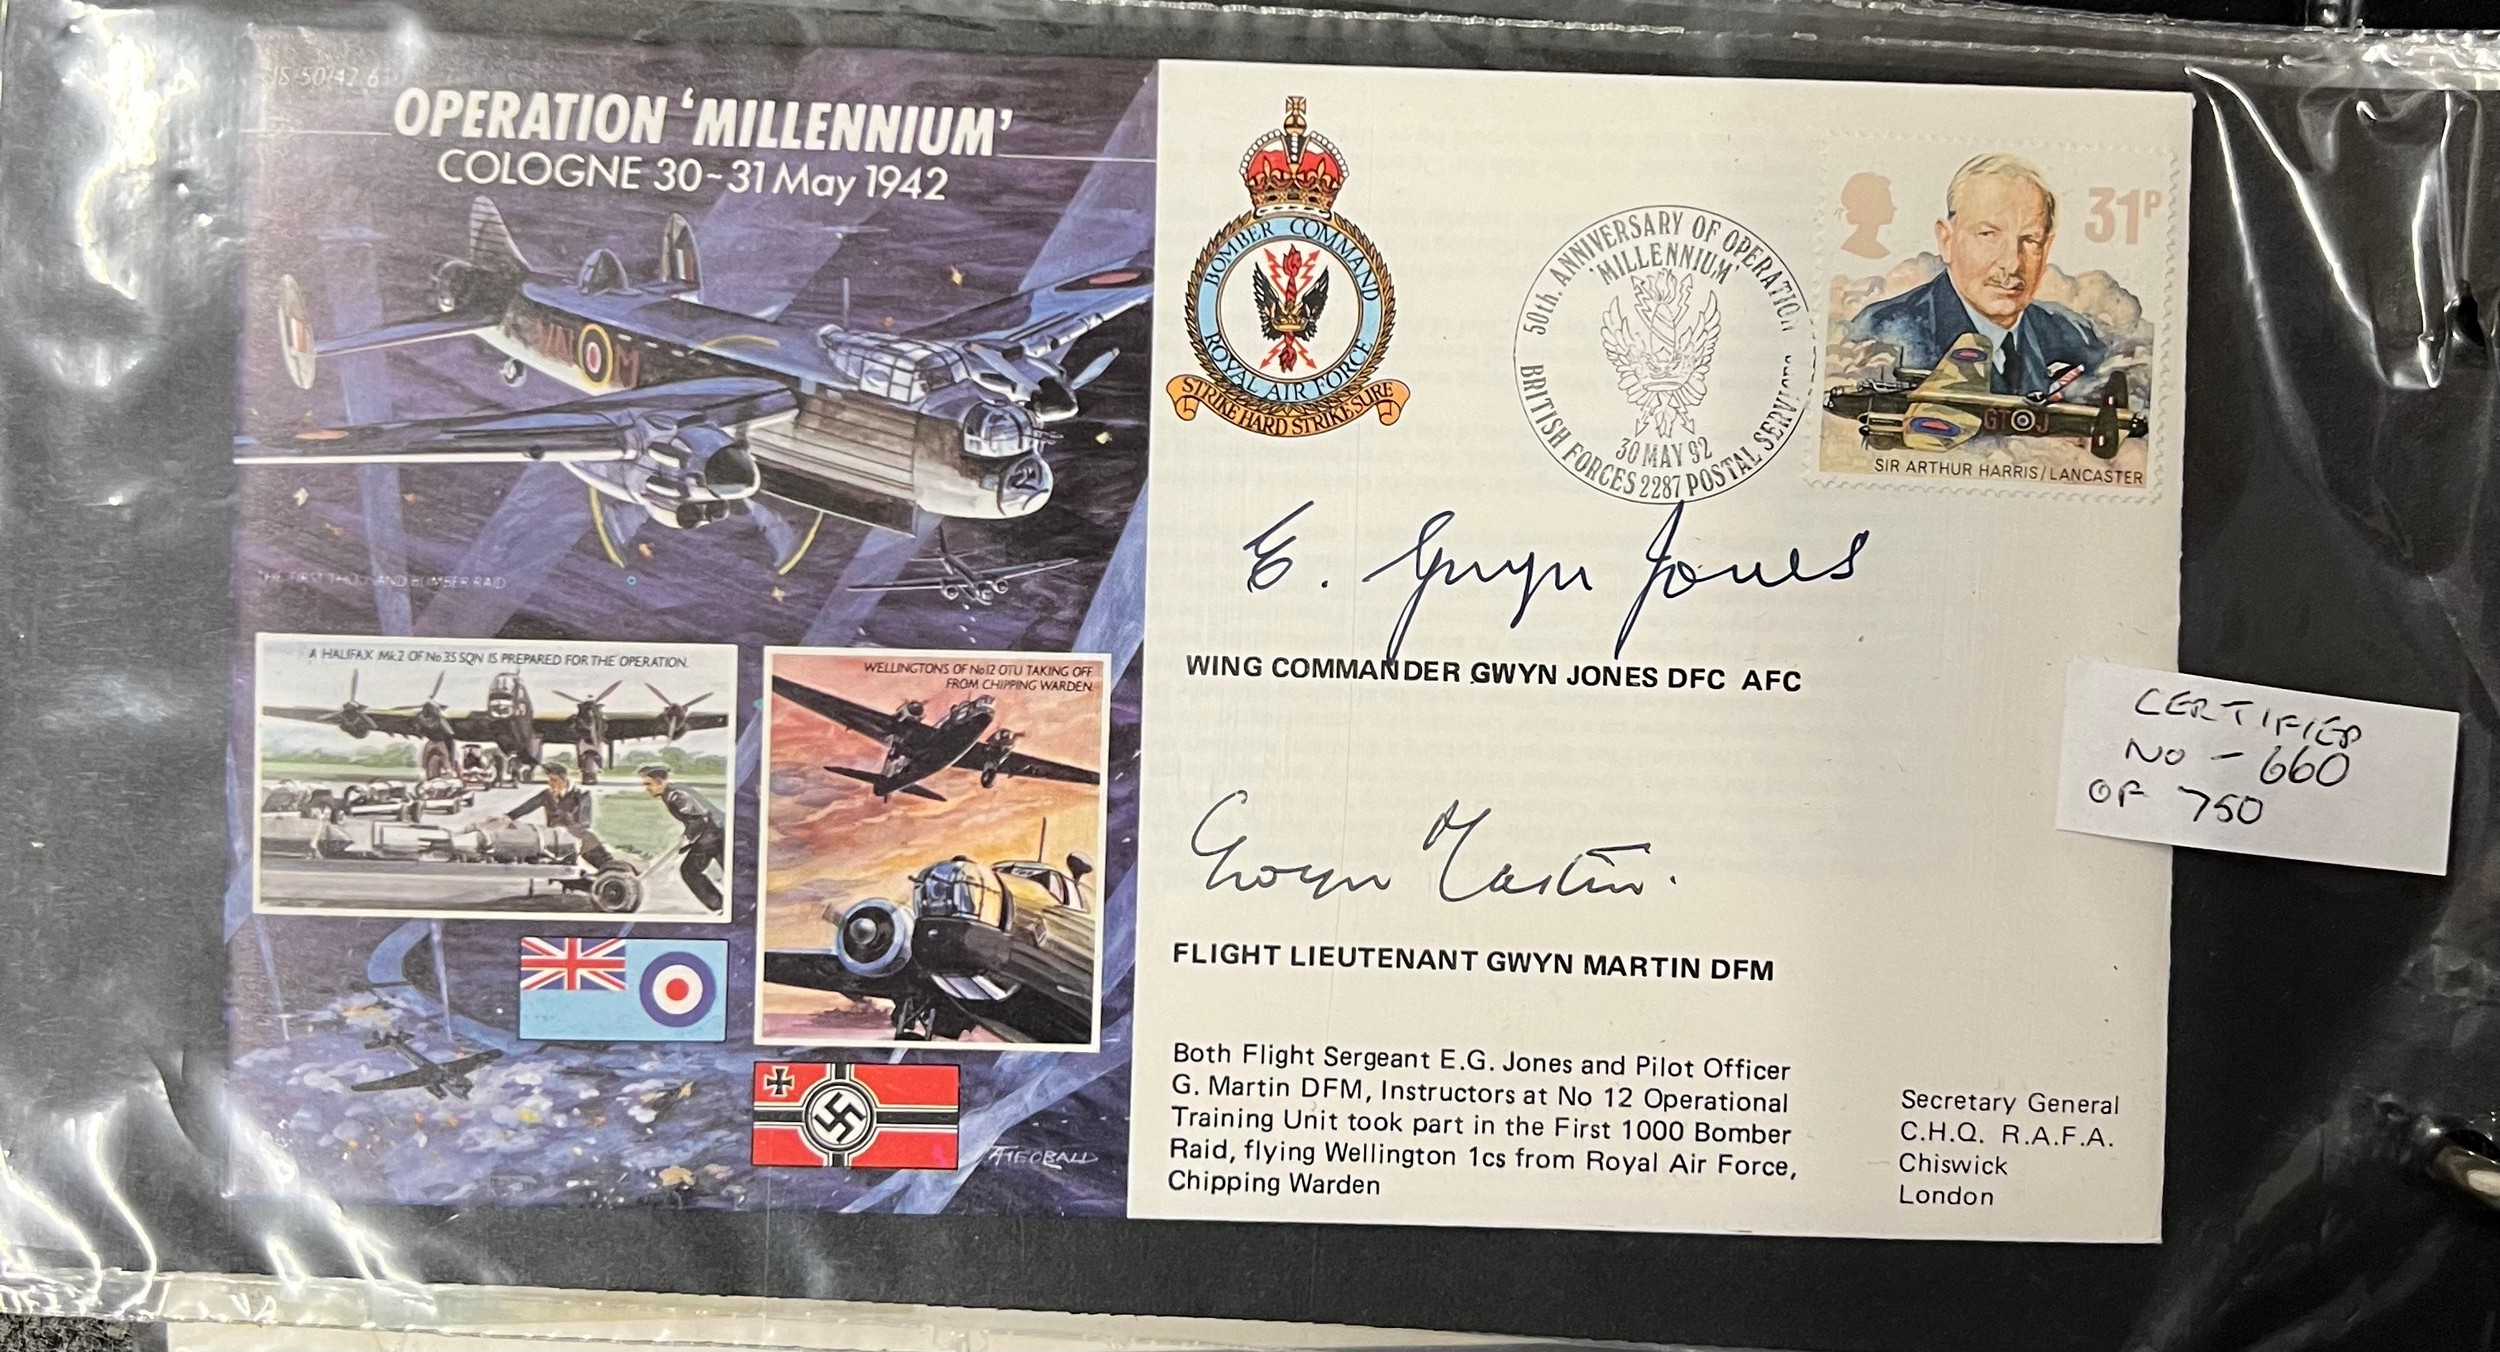 JS 50/42 6
OPERATION ‘MILLENNIUM’
COLOGNE 30~31 May 1942
VN M
THE FIRST THOUSAND BOMBER RAID
A HALIFAX Mk.2 OF No 35 SQN IS PREPARED FOR THE OPERATION.
WELLINGTONS OF No12 OTU TAKING OFF
FROM CHIPPING WARDEN.
A TEOBALD
BOMBER COMMAND
ROYAL AIR FORCE
STRIKE HARD STRIKE SURE
50th. ANNIVERSARY OF OPERATION
'MILLENNIUM'
30 MAY 92
BRITISH FORCES 2287 POSTAL SERVICES
31P
GT J
SIR ARTHUR HARRIS/LANCASTER
E. Gwyn Jones
WING COMMANDER GWYN JONES DFC AFC
CERTIFIED
NO - 660
OF 750
Gwyn Martin.
FLIGHT LIEUTENANT GWYN MARTIN DFM
Both Flight Sergeant E.G. Jones and Pilot Officer
G. Martin DFM, Instructors at No 12 Operational
Training Unit took part in the First 1000 Bomber
Raid, flying Wellington 1cs from Royal Air Force,
Chipping Warden
Secretary General
C.H.Q. R.A.F.A.
Chiswick
London